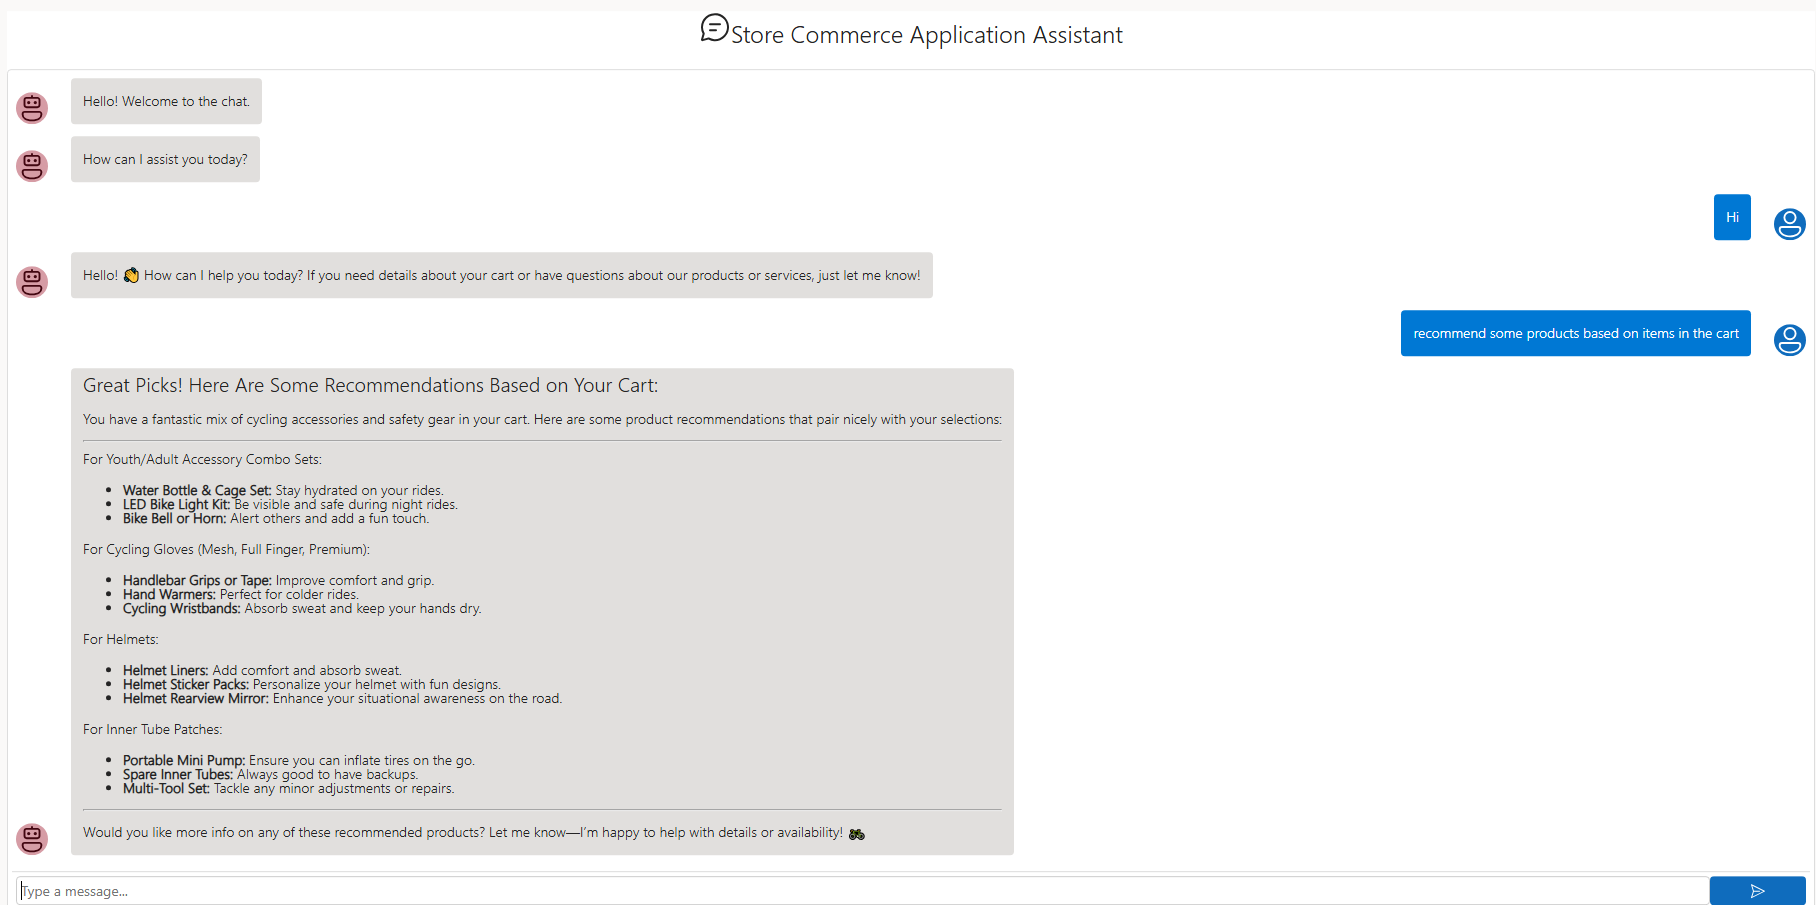 Store Commerce Application Assistant
Hello! Welcome to the chat.
How can I assist you today?
Hi
Hello! 👋 How can I help you today? If you need details about your cart or have questions about our products or services, just let me know!
recommend some products based on items in the cart
Great Picks! Here Are Some Recommendations Based on Your Cart:
You have a fantastic mix of cycling accessories and safety gear in your cart. Here are some product recommendations that pair nicely with your selections:
For Youth/Adult Accessory Combo Sets:
• Water Bottle & Cage Set: Stay hydrated on your rides.
• LED Bike Light Kit: Be visible and safe during night rides.
• Bike Bell or Horn: Alert others and add a fun touch.
For Cycling Gloves (Mesh, Full Finger, Premium):
• Handlebar Grips or Tape: Improve comfort and grip.
• Hand Warmers: Perfect for colder rides.
• Cycling Wristbands: Absorb sweat and keep your hands dry.
For Helmets:
• Helmet Liners: Add comfort and absorb sweat.
• Helmet Sticker Packs: Personalize your helmet with fun designs.
• Helmet Rearview Mirror: Enhance your situational awareness on the road.
For Inner Tube Patches:
• Portable Mini Pump: Ensure you can inflate tires on the go.
• Spare Inner Tubes: Always good to have backups.
• Multi-Tool Set: Tackle any minor adjustments or repairs.
Would you like more info on any of these recommended products? Let me know—I'm happy to help with details or availability! 🚲
Type a message...